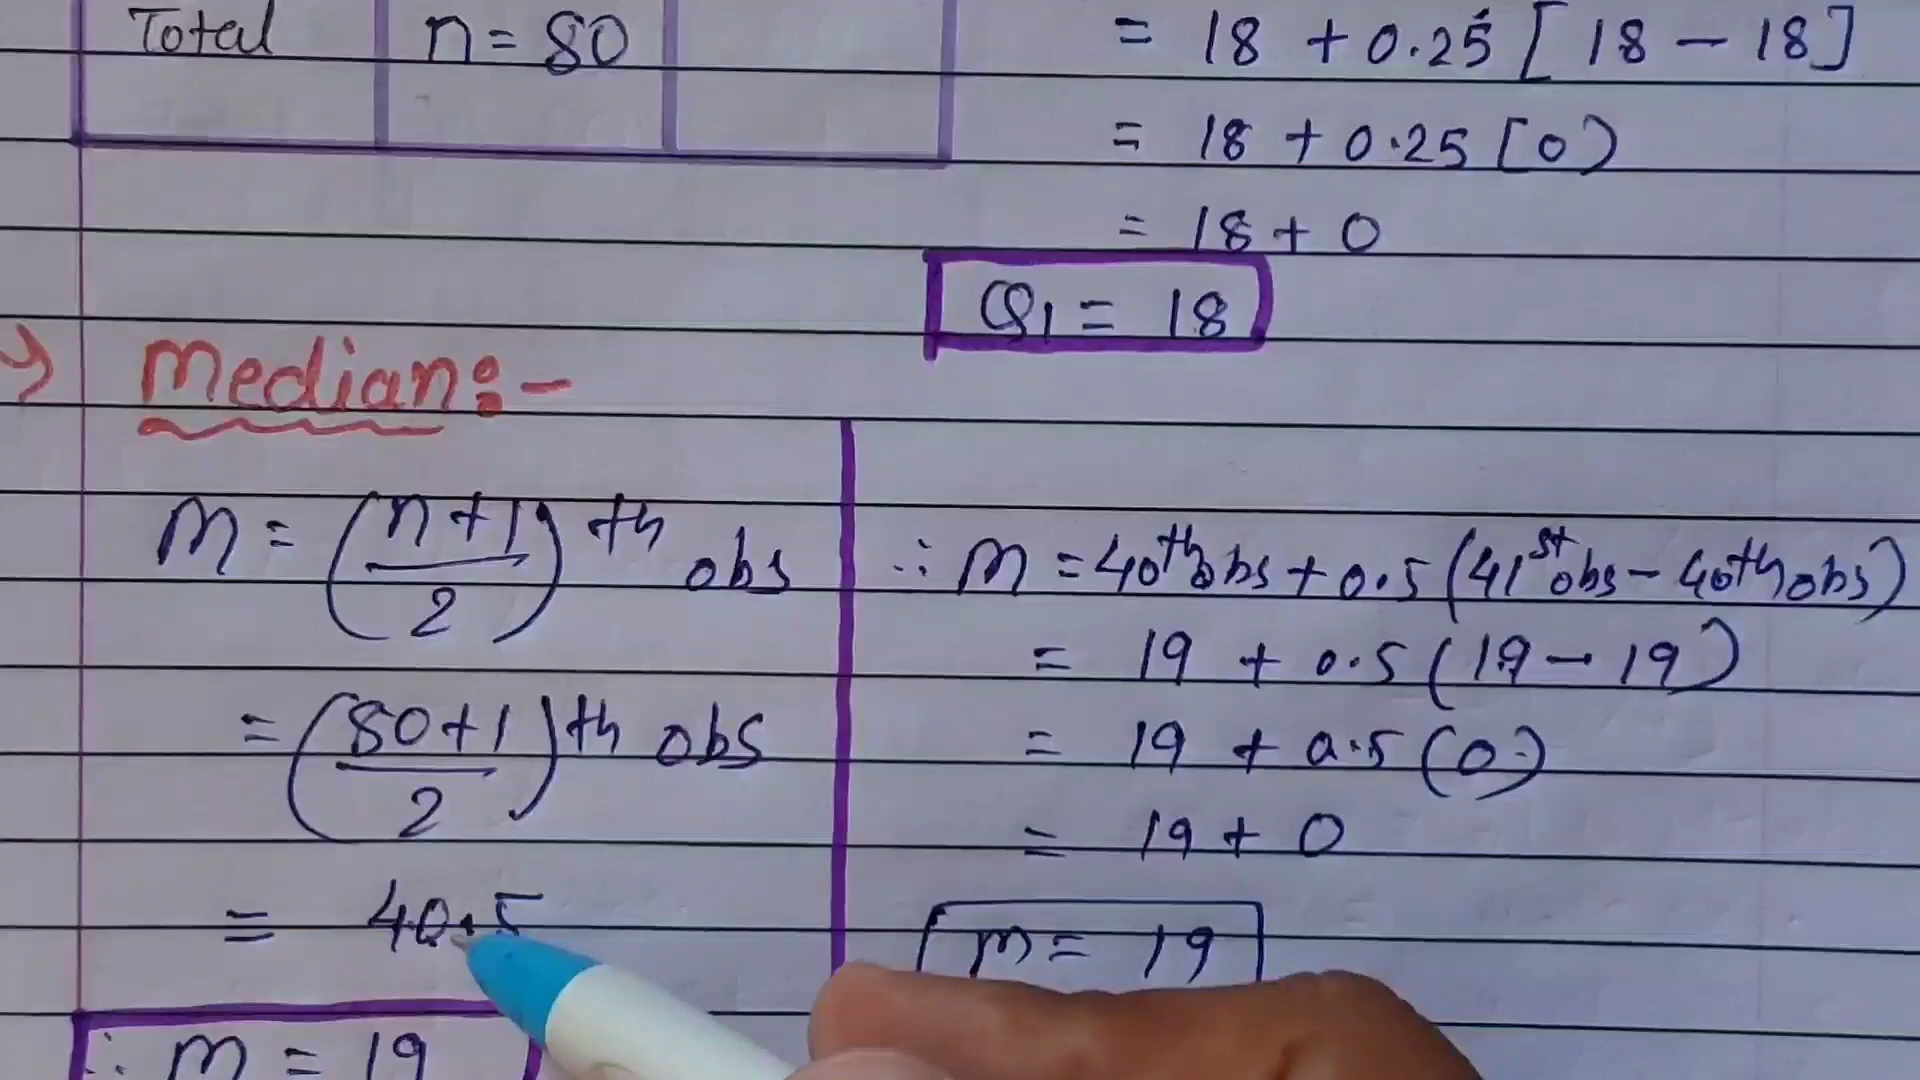 Total n = 80
= 18 + 0.25 [ 18 - 18 ]
= 18 + 0.25 [0)
= 18 + 0
Q1 = 18
Median:-
M = (n+1/2)th obs
= (80+1/2)th obs
= 40.5
∴ M = 19
∴ M = 40th obs + 0.5 (41st obs - 40th obs)
= 19 + 0.5 (19 - 19)
= 19 + 0.5 (0)
= 19 + 0
M = 19